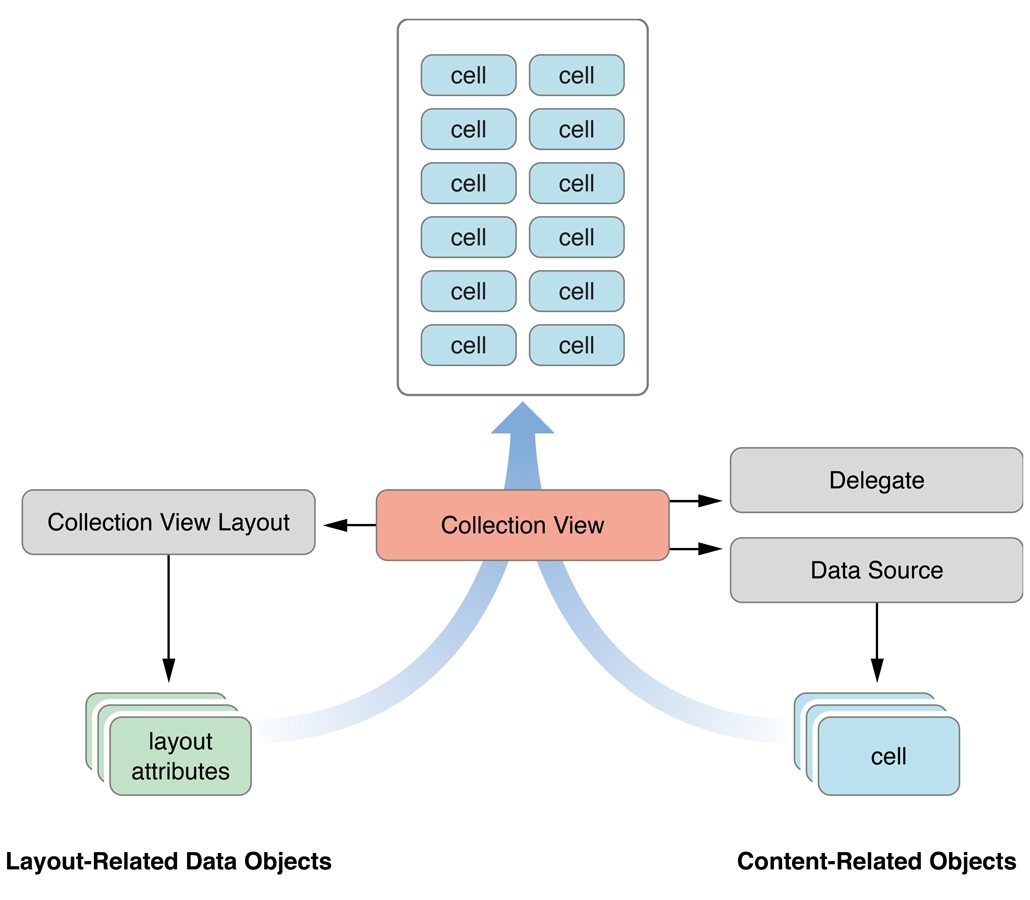 cell cell
cell cell
cell cell
cell cell
cell cell
cell cell
Delegate
Collection View Layout
Collection View
Data Source
layout
attributes
cell
Layout-Related Data Objects
Content-Related Objects